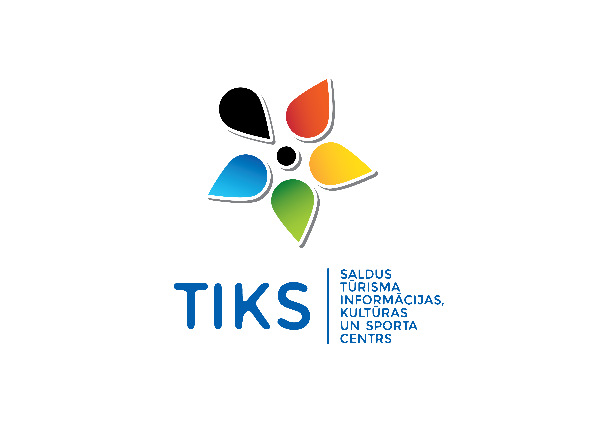 TIKS
SALDUS
TŪRISMA
INFORMĀCIJAS,
KULTŪRAS
UN SPORTA
CENTRS